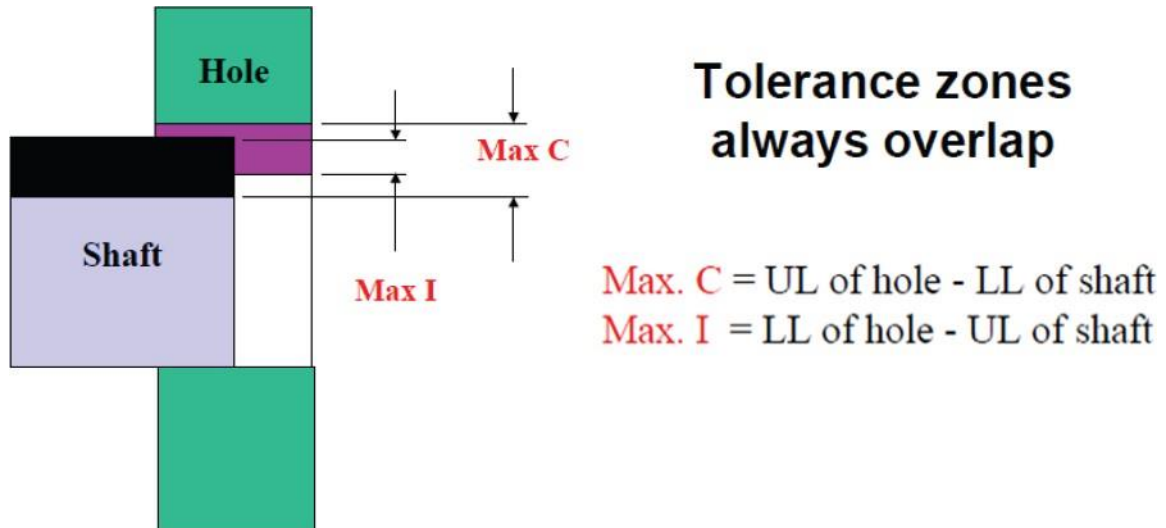 Hole
Max C
Shaft
Max I
Tolerance zones
always overlap
Max. C = UL of hole - LL of shaft
Max. I = LL of hole - UL of shaft